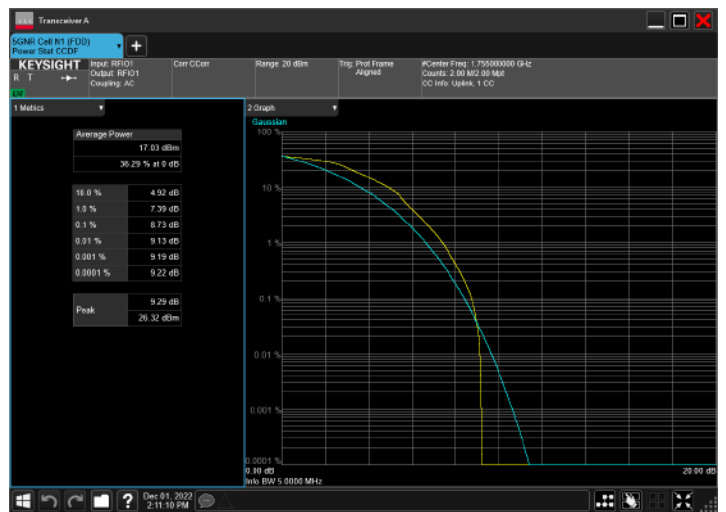 Transceiver A
5GNR Cell N1 (FDD)
Power Stat CCDF
KEYSIGHT
R T
Input: RFIO1
Output: RFIO1
Coupling: AC
Corr CCorr
Range: 20 dBm
Trig: Prot Frame
Aligned
#Center Freq: 1.755000000 GHz
Counts: 2.00 M/2.00 Mpt
CC Info: Uplink, 1 CC
1 Metrics
Average Power
17.03 dBm
36.29 % at 0 dB
10.0 % 4.92 dB
1.0 % 7.39 dB
0.1 % 8.73 dB
0.01 % 9.13 dB
0.001 % 9.19 dB
0.0001 % 9.22 dB
Peak
9.29 dB
26.32 dBm
2 Graph
Gaussian
100 %
10 %
1 %
0.1 %
0.01 %
0.001 %
0.0001 %
0.00 dB
20.00 dB
Info BW 5.0000 MHz
Dec 01, 2022
2:11:10 PM